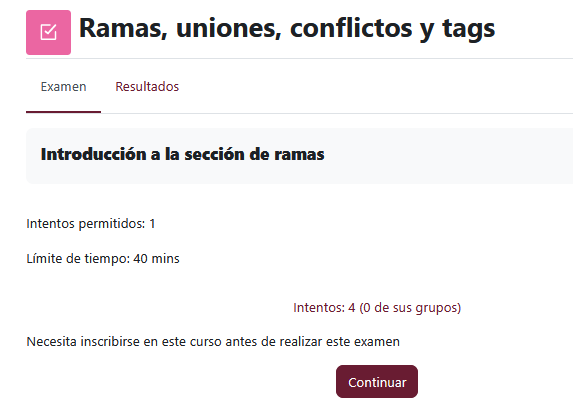 Ramas, uniones, conflictos y tags
Examen
Resultados
Introducción a la sección de ramas
Intentos permitidos: 1
Límite de tiempo: 40 mins
Intentos: 4 (0 de sus grupos)
Necesita inscribirse en este curso antes de realizar este examen
Continuar